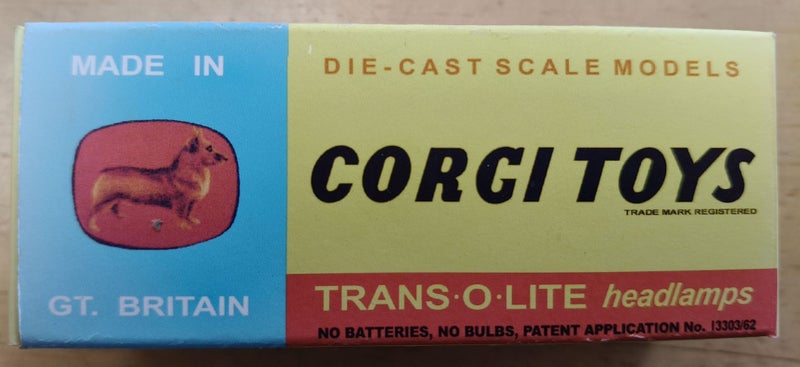 MADE IN
GT. BRITAIN
DIE-CAST SCALE MODELS
CORGI TOYS
TRADE MARK REGISTERED
TRANS·O·LITE headlamps
NO BATTERIES, NO BULBS, PATENT APPLICATION No. 13303/62